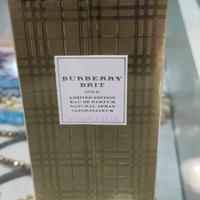 BURBERRY
BRIT
GOLD
LIMITED EDITION
EAU DE PARFUM
NATURAL SPRAY
VAPORISATEUR